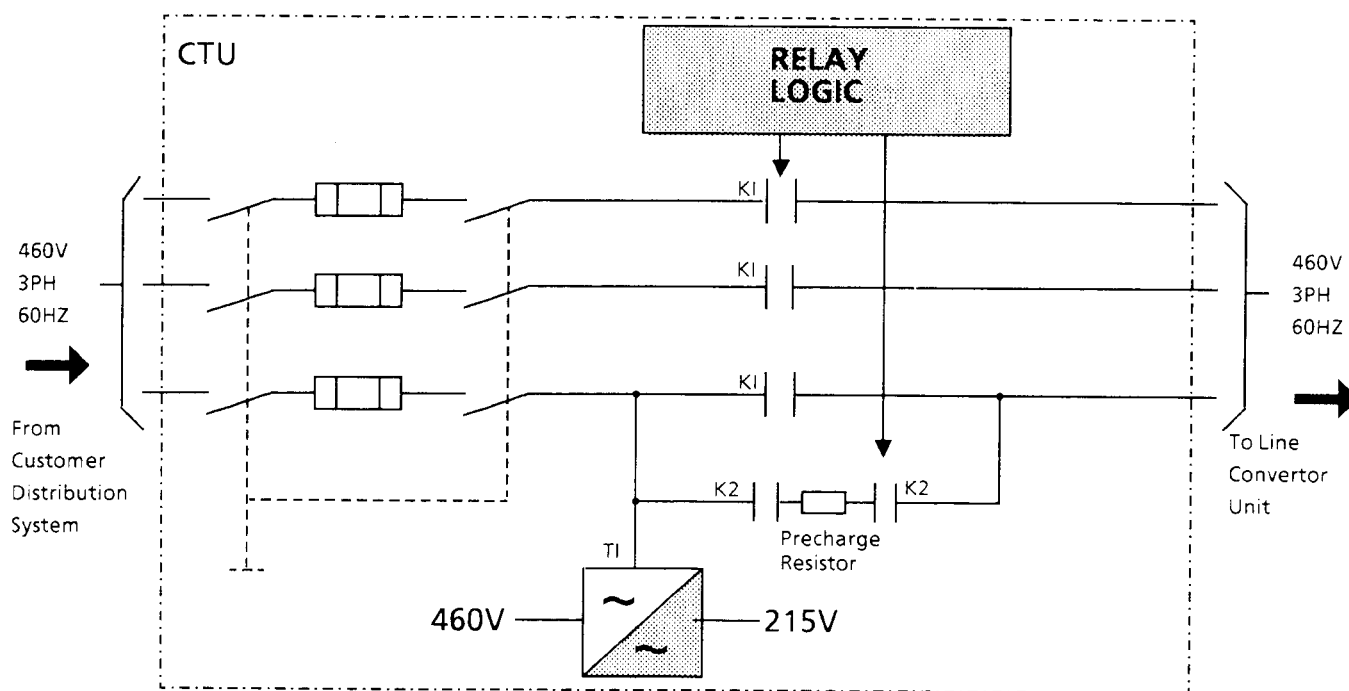 CTU
RELAY
LOGIC
K1
K1
K1
460V
3PH
60HZ
From
Customer
Distribution
System
460V
3PH
60HZ
To Line
Convertor
Unit
K2
K2
Precharge
Resistor
T1
460V
~
~
215V